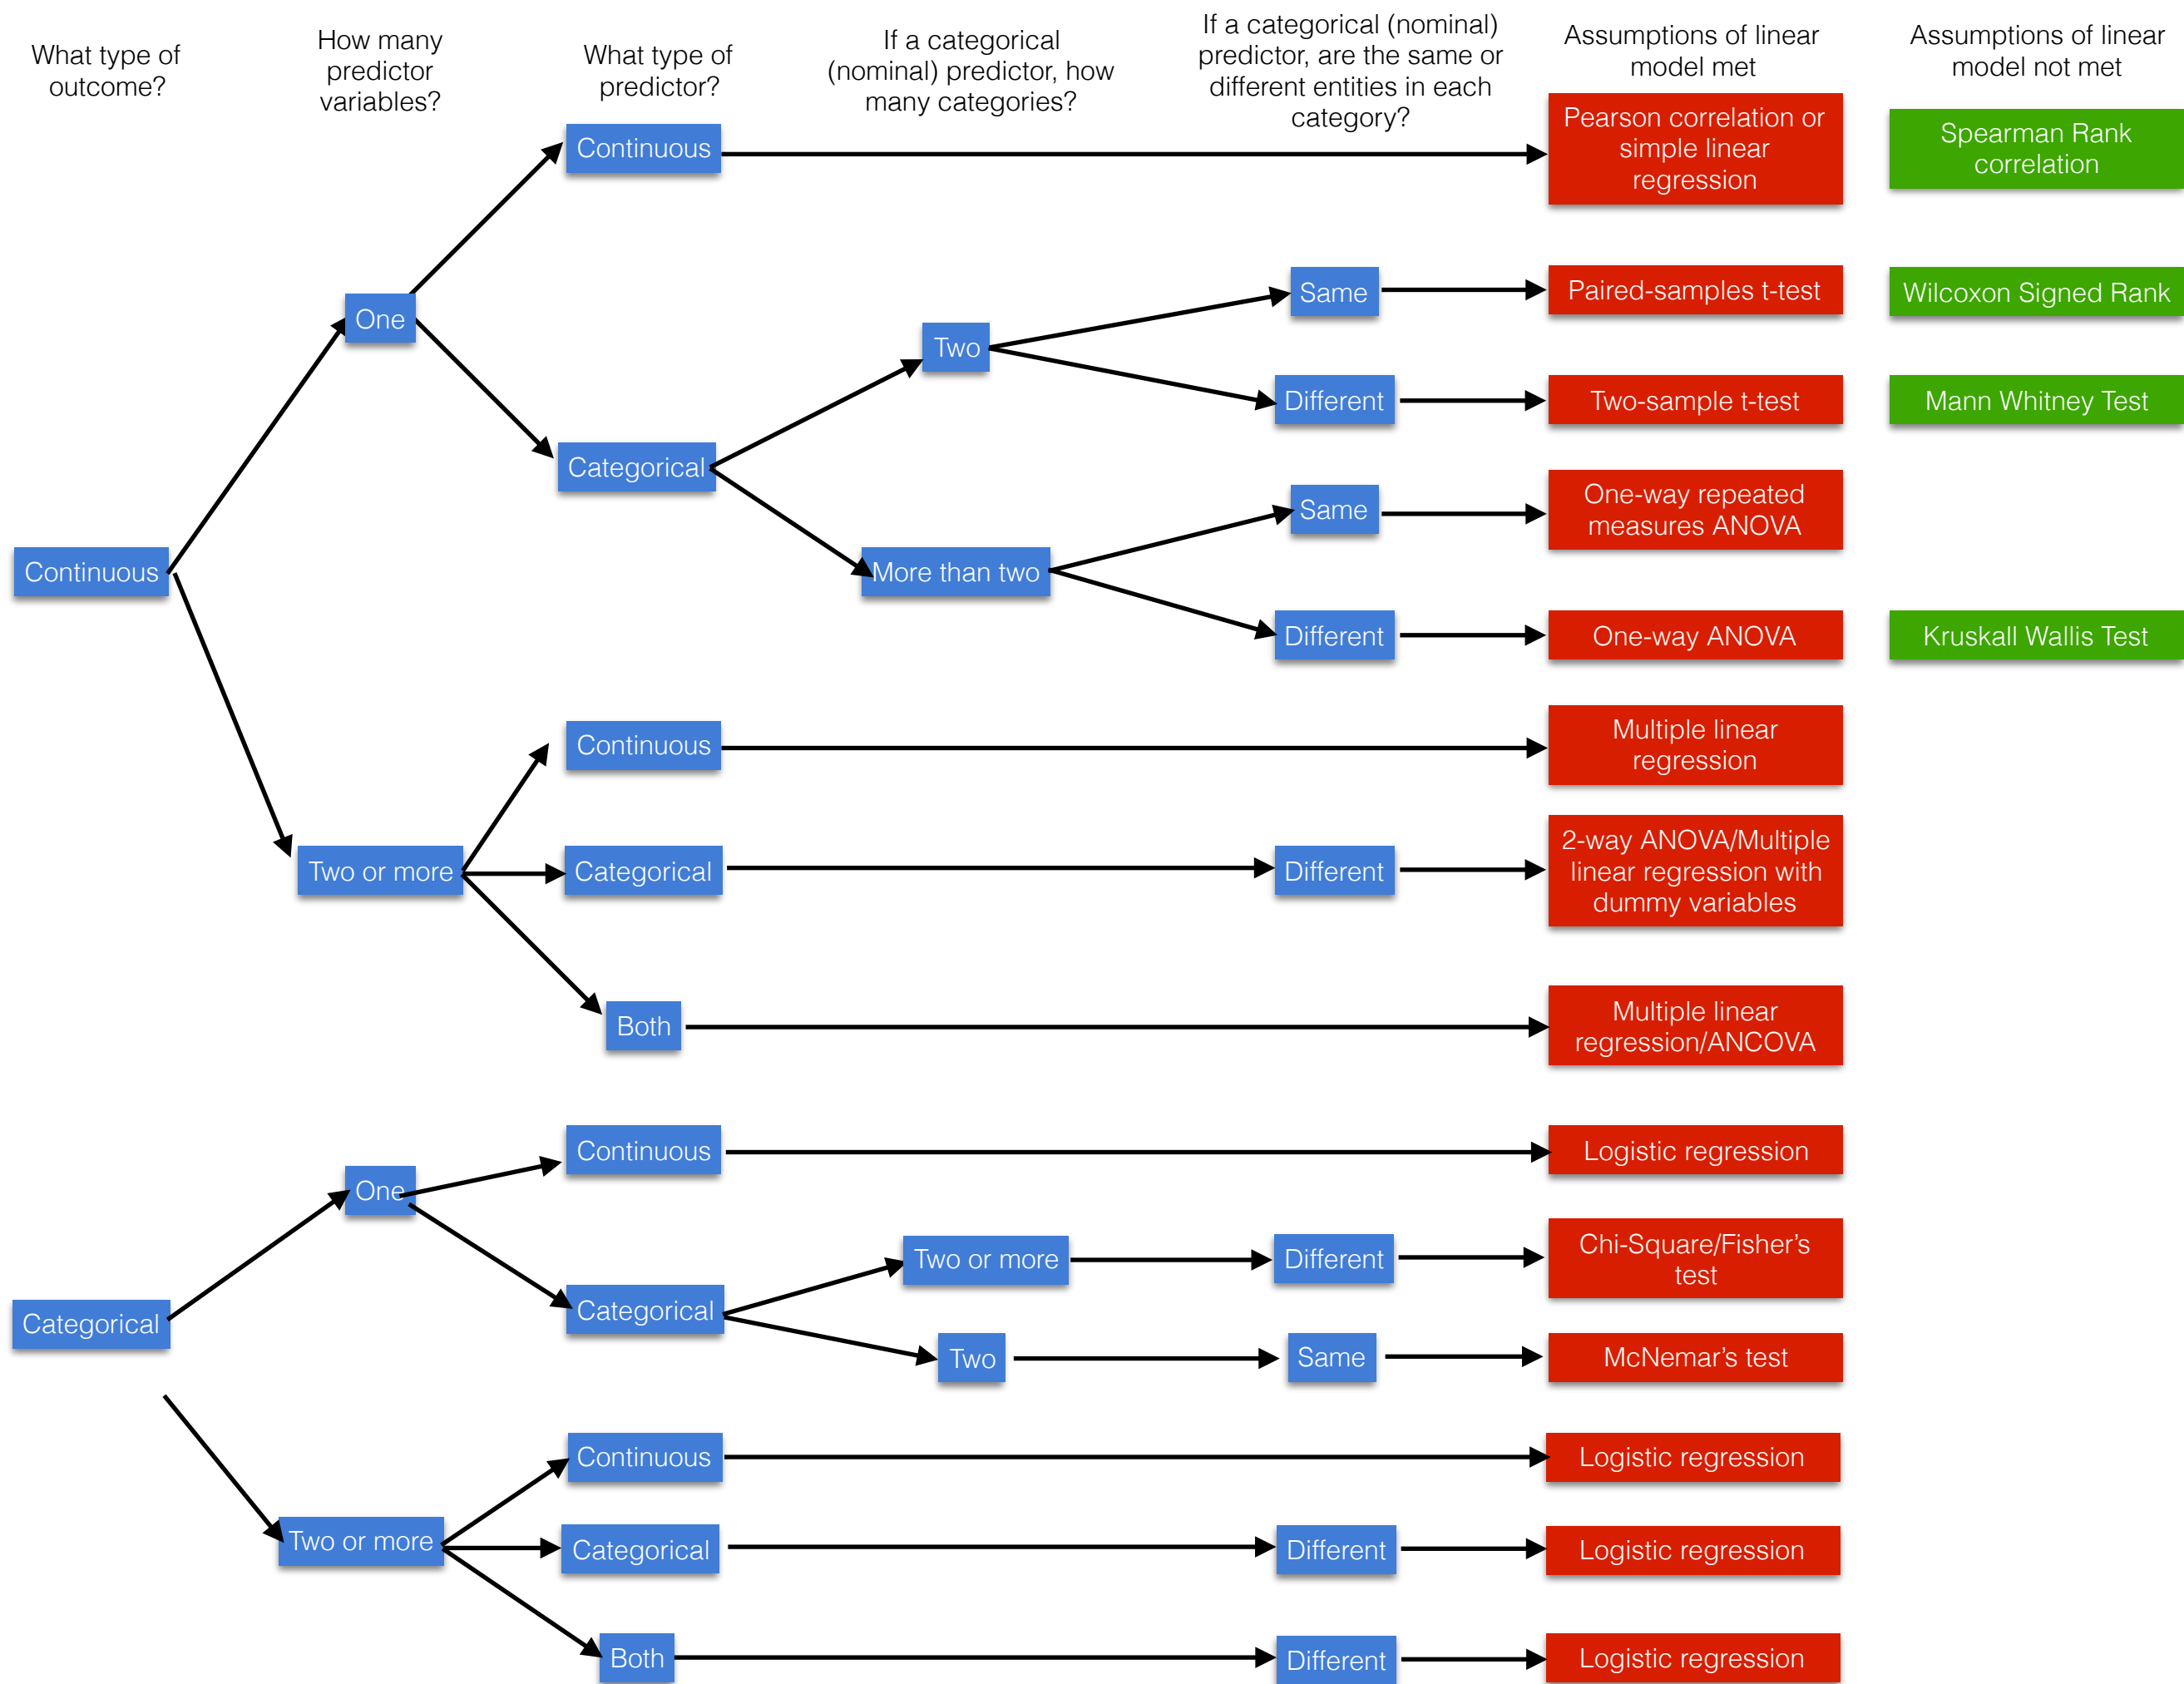 What type of
outcome?
How many
predictor
variables?
What type of
predictor?
If a categorical
(nominal) predictor, how
many categories?
If a categorical (nominal)
predictor, are the same or
different entities in each
category?
Assumptions of linear
model met
Assumptions of linear
model not met
Continuous
Pearson correlation or
simple linear
regression
Spearman Rank
correlation
One
Same
Paired-samples t-test
Wilcoxon Signed Rank
Two
Different
Two-sample t-test
Mann Whitney Test
Categorical
Same
One-way repeated
measures ANOVA
Continuous
More than two
Different
One-way ANOVA
Kruskall Wallis Test
Continuous
Multiple linear
regression
Two or more
Categorical
Different
2-way ANOVA/Multiple
linear regression with
dummy variables
Both
Multiple linear
regression/ANCOVA
Continuous
Logistic regression
One
Two or more
Different
Chi-Square/Fisher's
test
Categorical
Categorical
Two
Same
McNemar's test
Continuous
Logistic regression
Two or more
Categorical
Different
Logistic regression
Both
Different
Logistic regression